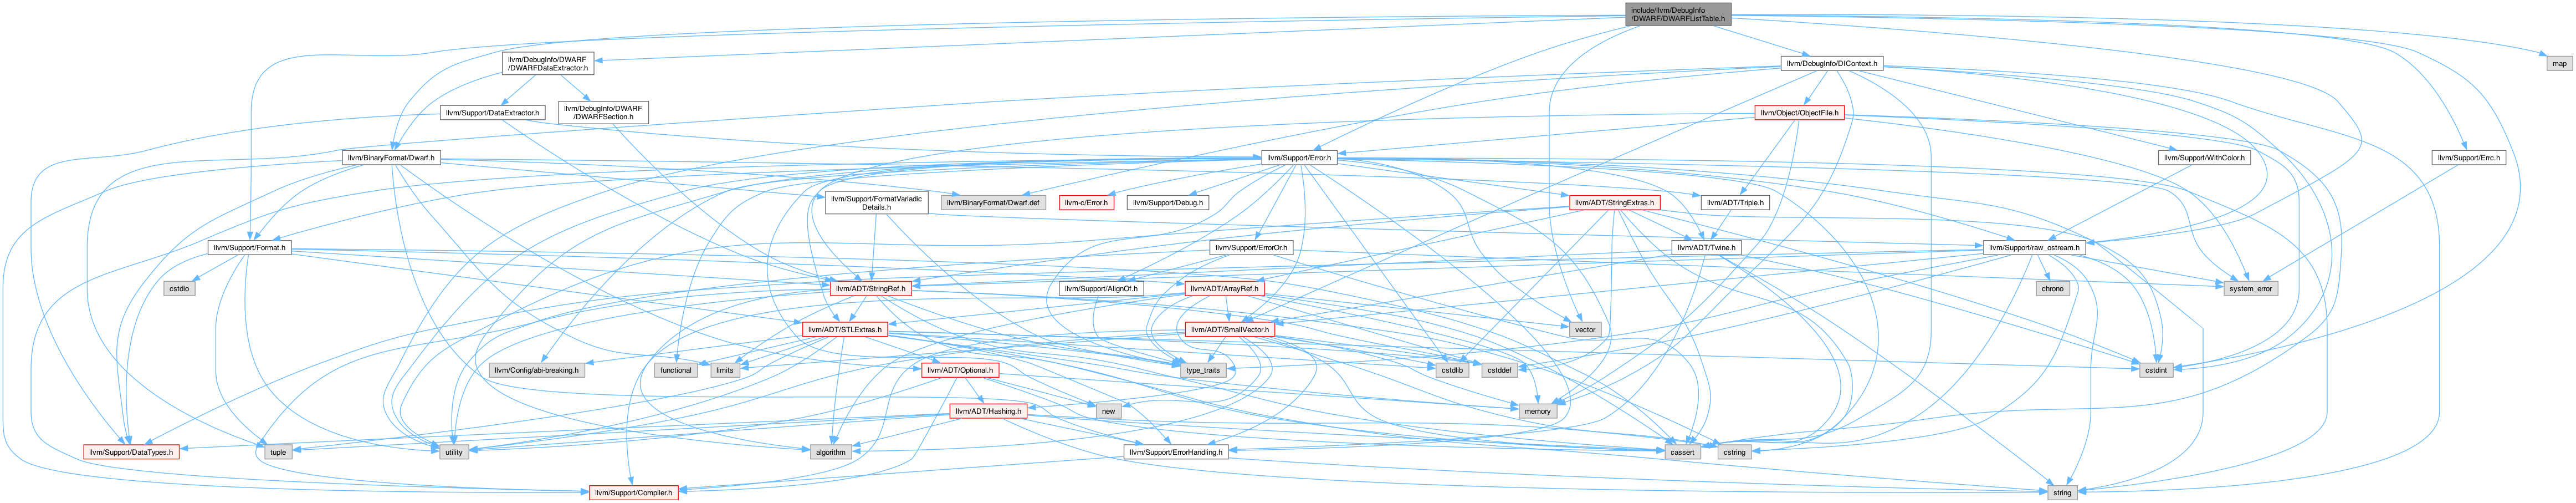 include/llvm/DebugInfo
/DWARF/DWARFListTable.h
llvm/DebugInfo/DWARF
/DWARFDataExtractor.h
llvm/DebugInfo/DIContext.h
map
llvm/Support/DataExtractor.h
llvm/DebugInfo/DWARF
/DWARFSection.h
llvm/Object/ObjectFile.h
llvm/BinaryFormat/Dwarf.h
llvm/Support/Error.h
llvm/Support/WithColor.h
llvm/Support/Errc.h
llvm/Support/FormatVariadic
Details.h
llvm/BinaryFormat/Dwarf.def
llvm-c/Error.h
llvm/Support/Debug.h
llvm/ADT/StringExtras.h
llvm/ADT/Triple.h
llvm/Support/Format.h
llvm/Support/ErrorOr.h
llvm/ADT/Twine.h
llvm/Support/raw_ostream.h
cstdio
llvm/ADT/StringRef.h
llvm/Support/AlignOf.h
llvm/ADT/ArrayRef.h
chrono
system_error
llvm/ADT/STLExtras.h
llvm/ADT/SmallVector.h
vector
llvm/Config/abi-breaking.h
functional
limits
llvm/ADT/Optional.h
type_traits
cstdlib
cstddef
cstdint
llvm/ADT/Hashing.h
new
memory
llvm/Support/DataTypes.h
tuple
utility
algorithm
llvm/Support/ErrorHandling.h
cassert
cstring
llvm/Support/Compiler.h
string